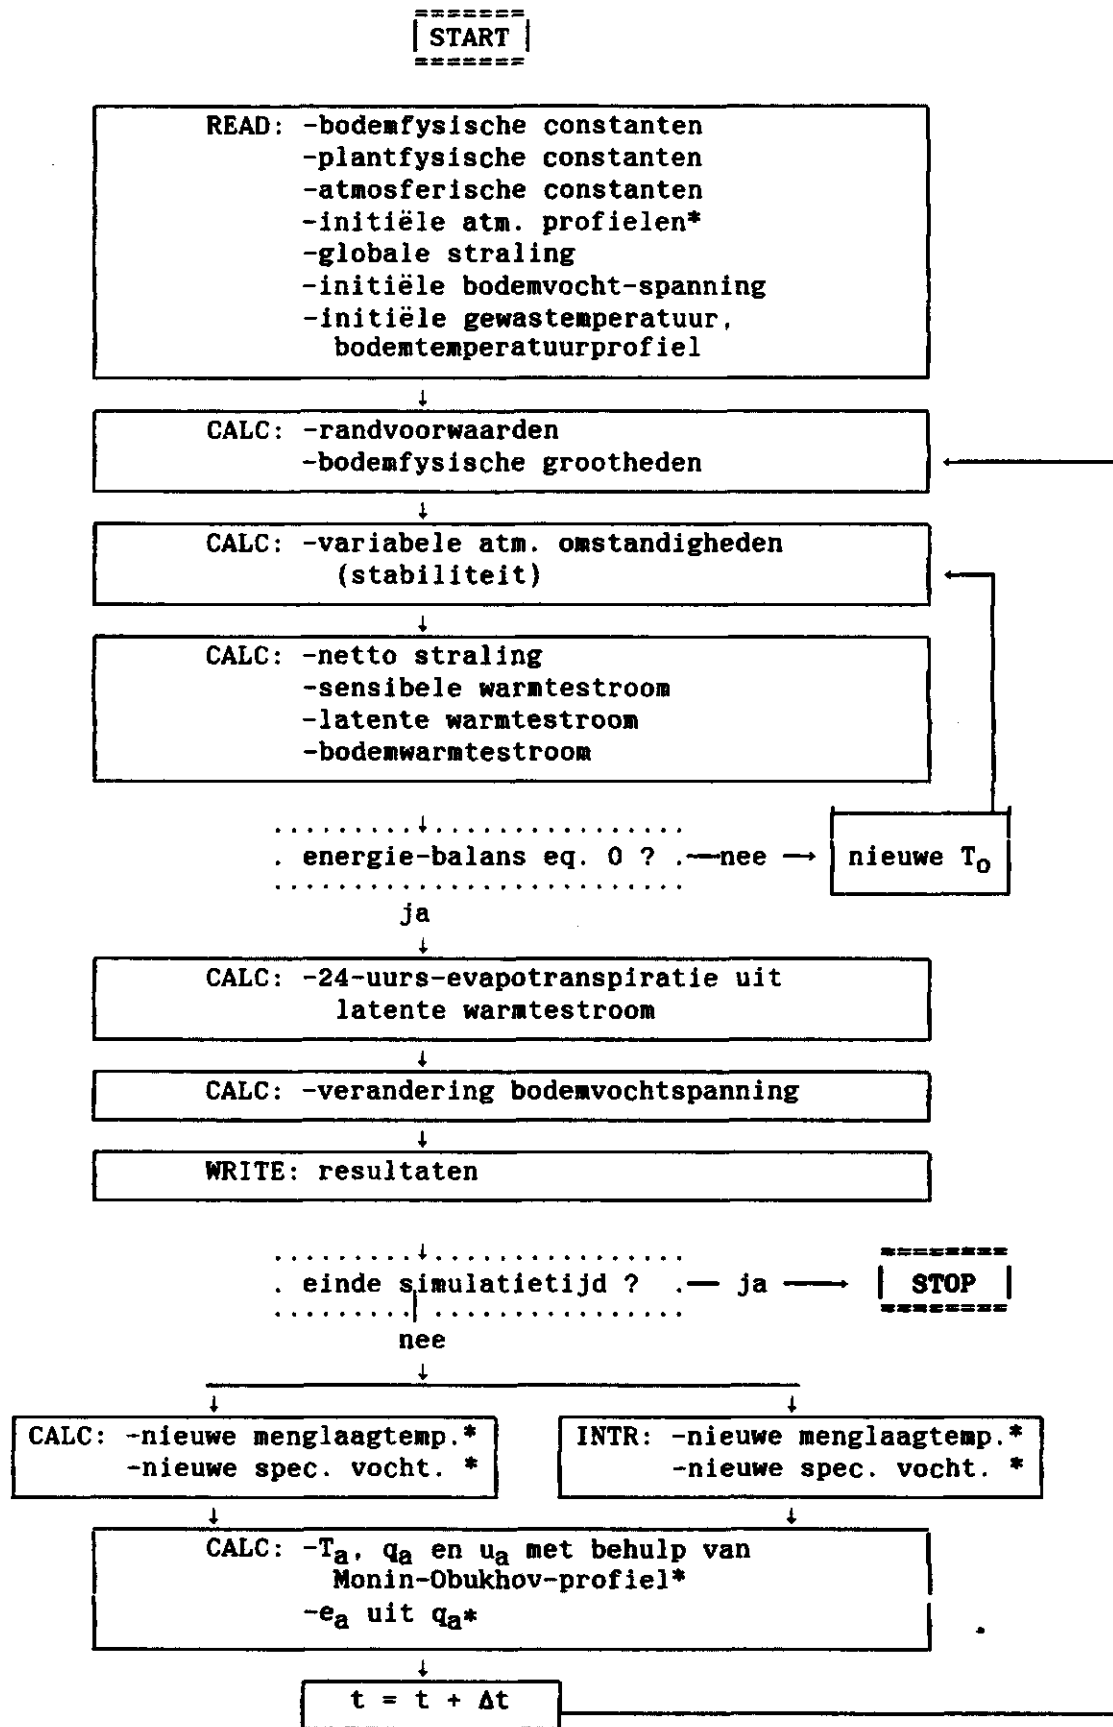 START
READ: -bodemfysische constanten
-plantfysische constanten
-atmosferische constanten
-initiële atm. profielen*
-globale straling
-initiële bodemvocht-spanning
-initiële gewastemperatuur,
bodemtemperatuurprofiel
CALC: -randvoorwaarden
-bodemfysische grootheden
CALC: -variabele atm. omstandigheden
(stabiliteit)
CALC: -netto straling
-sensibele warmtestroom
-latente warmtestroom
-bodemwarmtestroom
energie-balans eq. 0 ? nee nieuwe To
ja
CALC: -24-uurs-evapotranspiratie uit
latente warmtestroom
CALC: -verandering bodemvochtspanning
WRITE: resultaten
einde simulatietijd ? ja STOP
nee
CALC: -nieuwe menglaagtemp.*
-nieuwe spec. vocht. *
INTR: -nieuwe menglaagtemp.*
-nieuwe spec. vocht. *
CALC: -Ta, qa en ua met behulp van
Monin-Obukhov-profiel*
-ea uit qa*
t = t + Δt